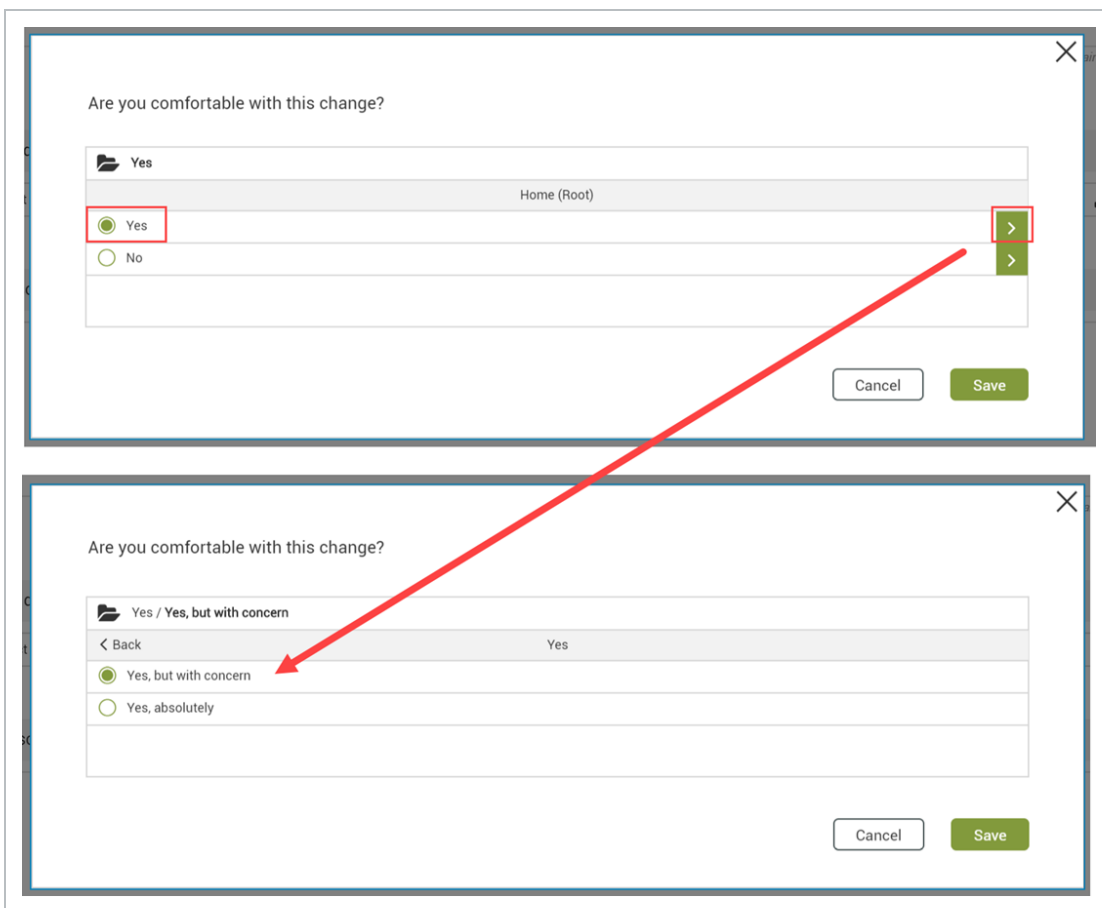 Are you comfortable with this change?
Yes
Home (Root)
Yes
No
Cancel Save
Are you comfortable with this change?
Yes / Yes, but with concern
Back Yes
Yes, but with concern
Yes, absolutely
Cancel Save